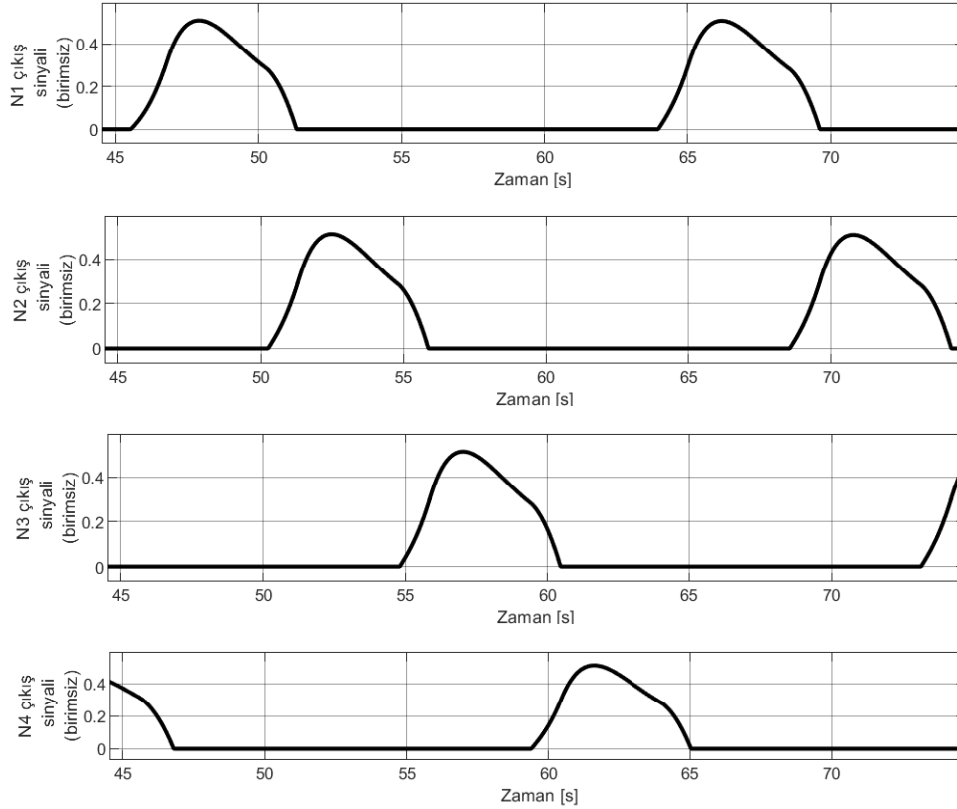 N1 çıkış
sinyali
(birimsiz)
0.4
0.2
0
45 50 55 60 65 70
Zaman [s]
N2 çıkış
sinyali
(birimsiz)
0.4
0.2
0
45 50 55 60 65 70
Zaman [s]
N3 çıkış
sinyali
(birimsiz)
0.4
0.2
0
45 50 55 60 65 70
Zaman [s]
N4 çıkış
sinyali
(birimsiz)
0.4
0.2
0
45 50 55 60 65 70
Zaman [s]